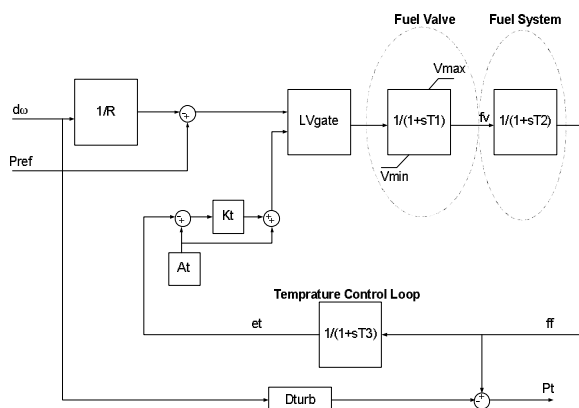 Fuel Valve
Fuel System
Vmax
dω
1/R
LVgate
1/(1+sT1)
fv
1/(1+sT2)
Pref
Vmin
Kt
At
Temprature Control Loop
et
1/(1+sT3)
ff
Dturb
Pt